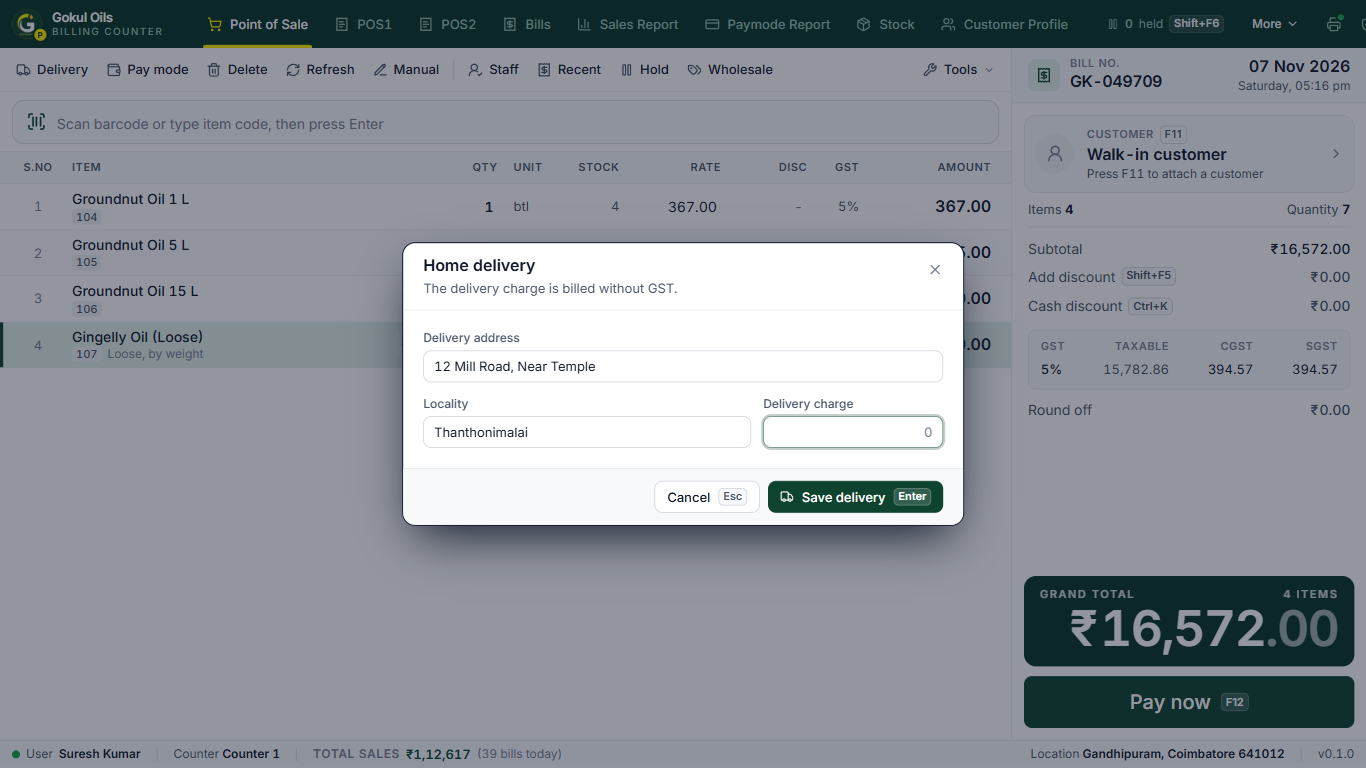 Gokul Oils
BILLING COUNTER
P
Point of Sale
POS1
POS2
Bills
Sales Report
Paymode Report
Stock
Customer Profile
0 held Shift+F6
More
Delivery
Pay mode
Delete
Refresh
Manual
Staff
Recent
Hold
Wholesale
Tools
BILL NO.
GK-049709
07 Nov 2026
Saturday, 05:16 pm
Scan barcode or type item code, then press Enter
CUSTOMER F11
Walk-in customer
Press F11 to attach a customer
S.NO ITEM QTY UNIT STOCK RATE DISC GST AMOUNT
1 Groundnut Oil 1 L 1 btl 4 367.00 - 5% 367.00
104
2 Groundnut Oil 5 L
105
3 Groundnut Oil 15 L
106
4 Gingelly Oil (Loose)
107 Loose, by weight
Items 4 Quantity 7
Subtotal ₹16,572.00
Add discount Shift+F5 ₹0.00
Cash discount Ctrl+K ₹0.00
GST TAXABLE CGST SGST
5% 15,782.86 394.57 394.57
Round off ₹0.00
Home delivery
The delivery charge is billed without GST.
Delivery address
12 Mill Road, Near Temple
Locality Delivery charge
Thanthonimalai 0
Cancel Esc Save delivery Enter
GRAND TOTAL 4 ITEMS
₹16,572.00
Pay now F12
User Suresh Kumar Counter Counter 1 TOTAL SALES ₹1,12,617 (39 bills today) Location Gandhipuram, Coimbatore 641012 v0.1.0